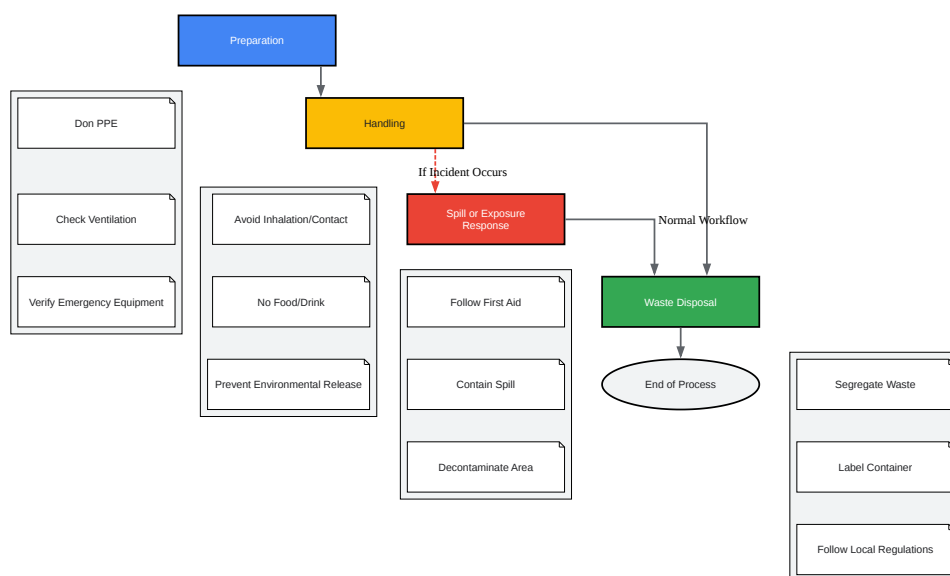 Preparation
Handling
Don PPE
Check Ventilation
Verify Emergency Equipment
If Incident Occurs
Avoid Inhalation/Contact
No Food/Drink
Prevent Environmental Release
Spill or Exposure
Response
Normal Workflow
Follow First Aid
Contain Spill
Decontaminate Area
Waste Disposal
End of Process
Segregate Waste
Label Container
Follow Local Regulations